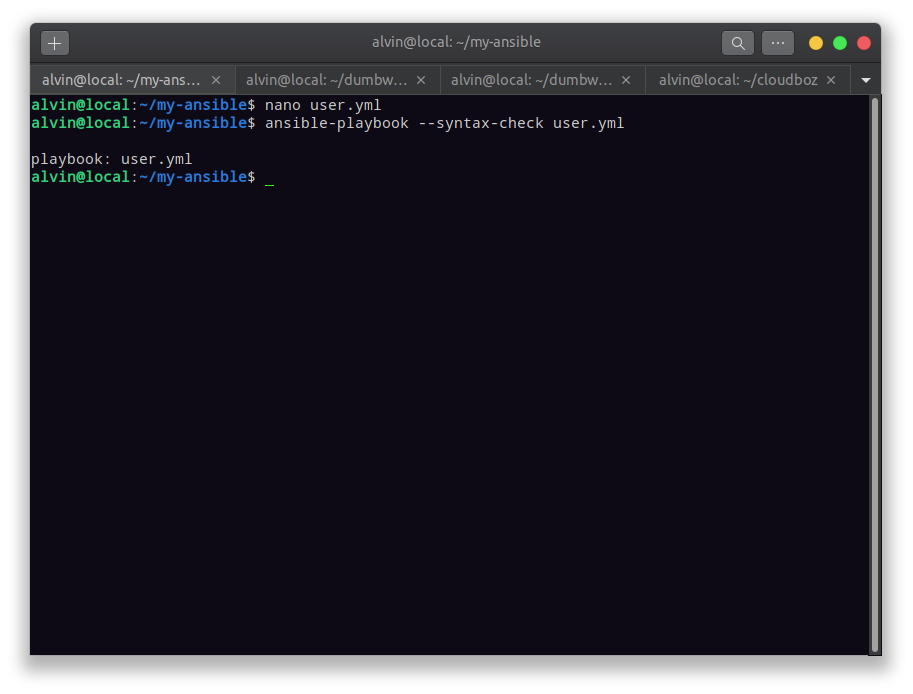 alvin@local: ~/my-ansible
alvin@local: ~/my-ans… × alvin@local: ~/dumbw… × alvin@local: ~/dumbw… × alvin@local: ~/cloudboz ×
alvin@local:~/my-ansible$ nano user.yml
alvin@local:~/my-ansible$ ansible-playbook --syntax-check user.yml
playbook: user.yml
alvin@local:~/my-ansible$ _